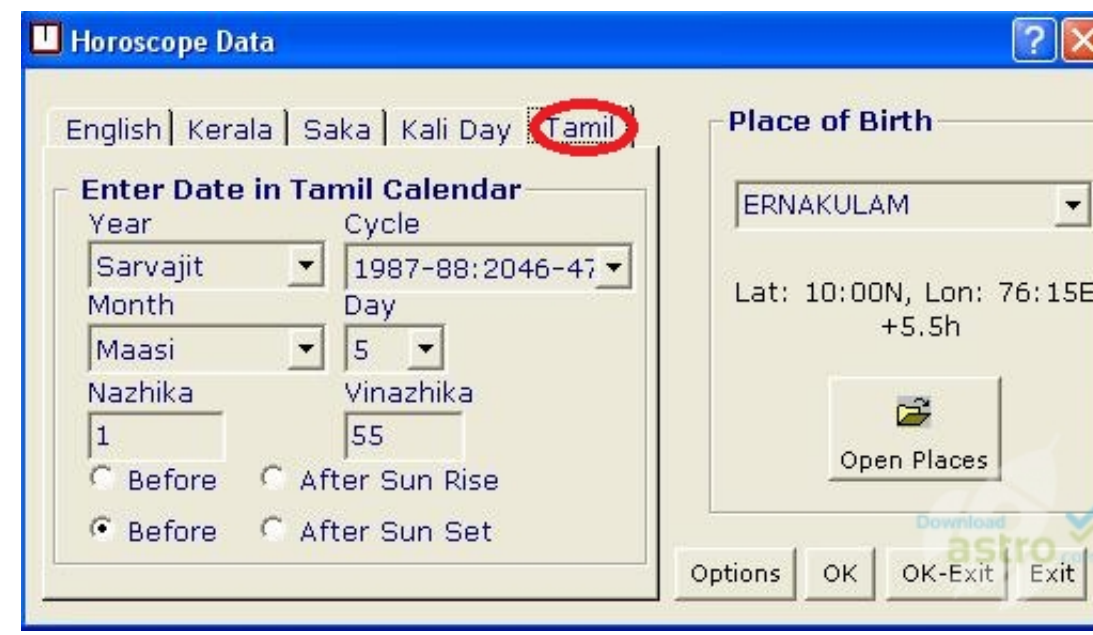 Horoscope Data
English Kerala Saka Kali Day Tamil
Enter Date in Tamil Calendar
Year Cycle
Sarvajit 1987-88:2046-47
Month Day
Maasi 5
Nazhika Vinazhika
1 55
Before After Sun Rise
Before After Sun Set
Place of Birth
ERNAKULAM
Lat: 10:00N, Lon: 76:15E
+5.5h
Open Places
Download
astro.com
Options OK OK-Exit Exit